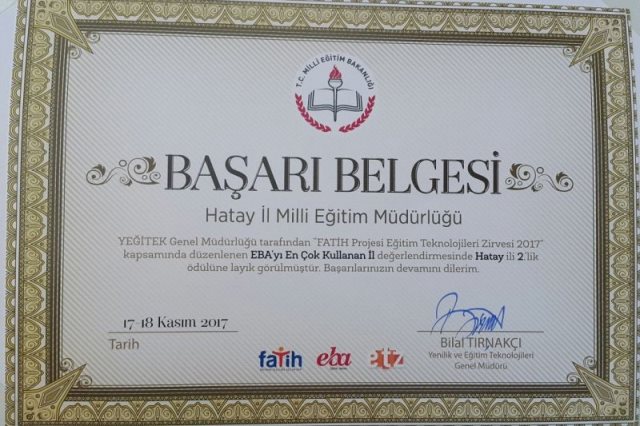 T.C. MİLLİ EĞİTİM BAKANLIĞI
BAŞARI BELGESİ
Hatay İl Milli Eğitim Müdürlüğü
YEĞİTEK Genel Müdürlüğü tarafından "FATİH Projesi Eğitim Teknolojileri Zirvesi 2017"
kapsamında düzenlenen EBA'yı En Çok Kullanan İl değerlendirmesinde Hatay ili 2.'lik
ödülüne layık görülmüştür. Başarılarınızın devamını dilerim.
17-18 Kasım 2017
Tarih
fatih eba etz
Bilal TIRNAKÇI
Yenilik ve Eğitim Teknolojileri
Genel Müdürü